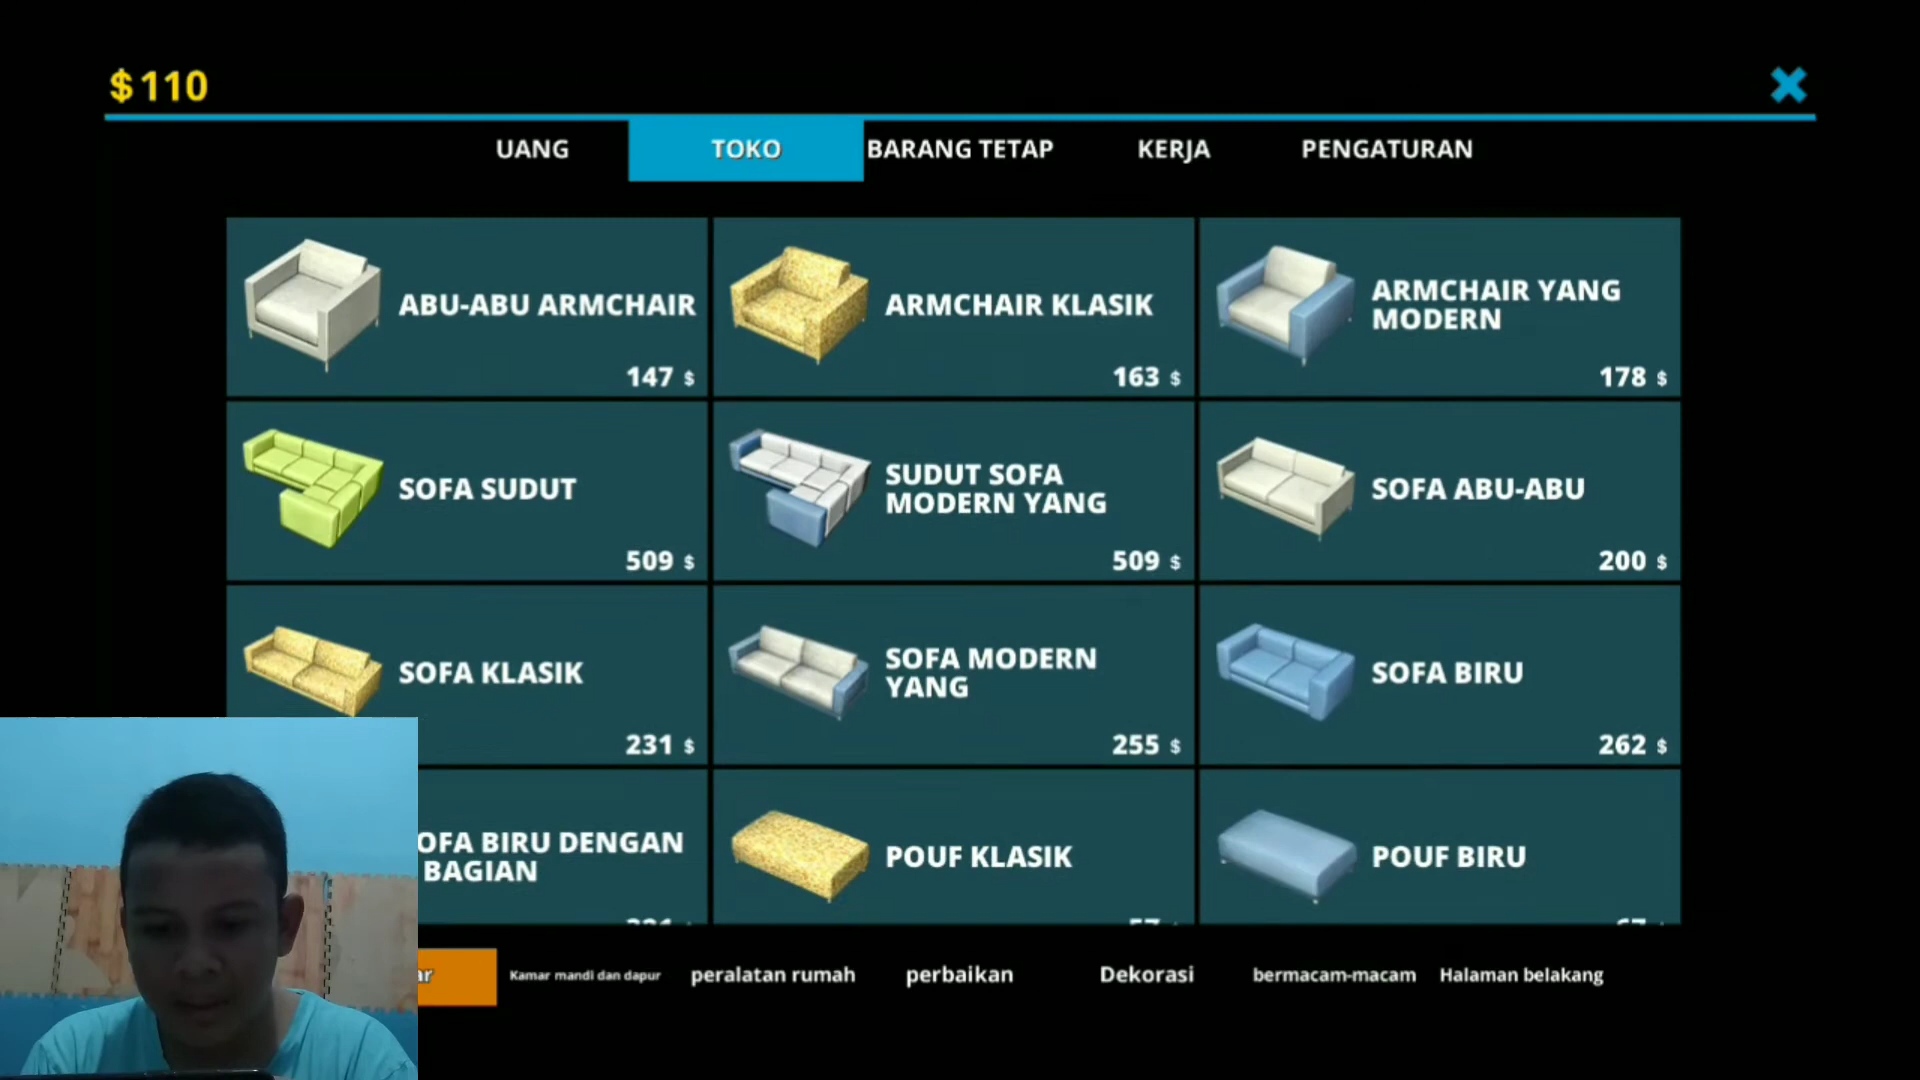 $110
UANG
TOKO
BARANG TETAP
KERJA
PENGATURAN
ABU-ABU ARMCHAIR
147 $
ARMCHAIR KLASIK
163 $
ARMCHAIR YANG
MODERN
178 $
SOFA SUDUT
509 $
SUDUT SOFA
MODERN YANG
509 $
SOFA ABU-ABU
200 $
SOFA KLASIK
231 $
SOFA MODERN
YANG
255 $
SOFA BIRU
262 $
OFA BIRU DENGAN
BAGIAN
POUF KLASIK
POUF BIRU
ar
Kamar mandi dan dapur
peralatan rumah
perbaikan
Dekorasi
bermacam-macam
Halaman belakang